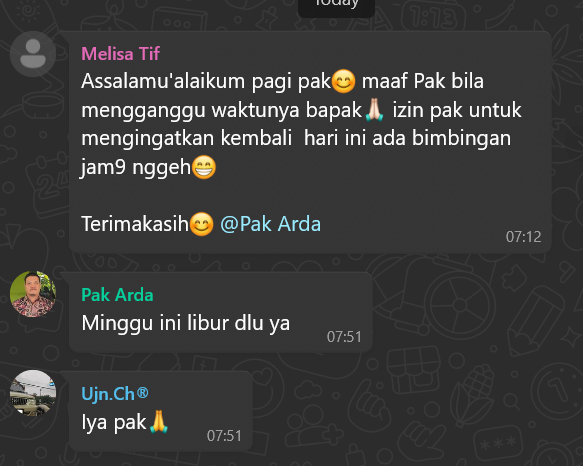 Today
Melisa Tif
Assalamu'alaikum pagi pak😊 maaf Pak bila
mengganggu waktunya bapak🙏🏻 izin pak untuk
mengingatkan kembali  hari ini ada bimbingan
jam9 nggeh😁
Terimakasih😊 @Pak Arda
07:12
Pak Arda
Minggu ini libur dlu ya
07:51
Ujn.Ch®
Iya pak🙏
07:51